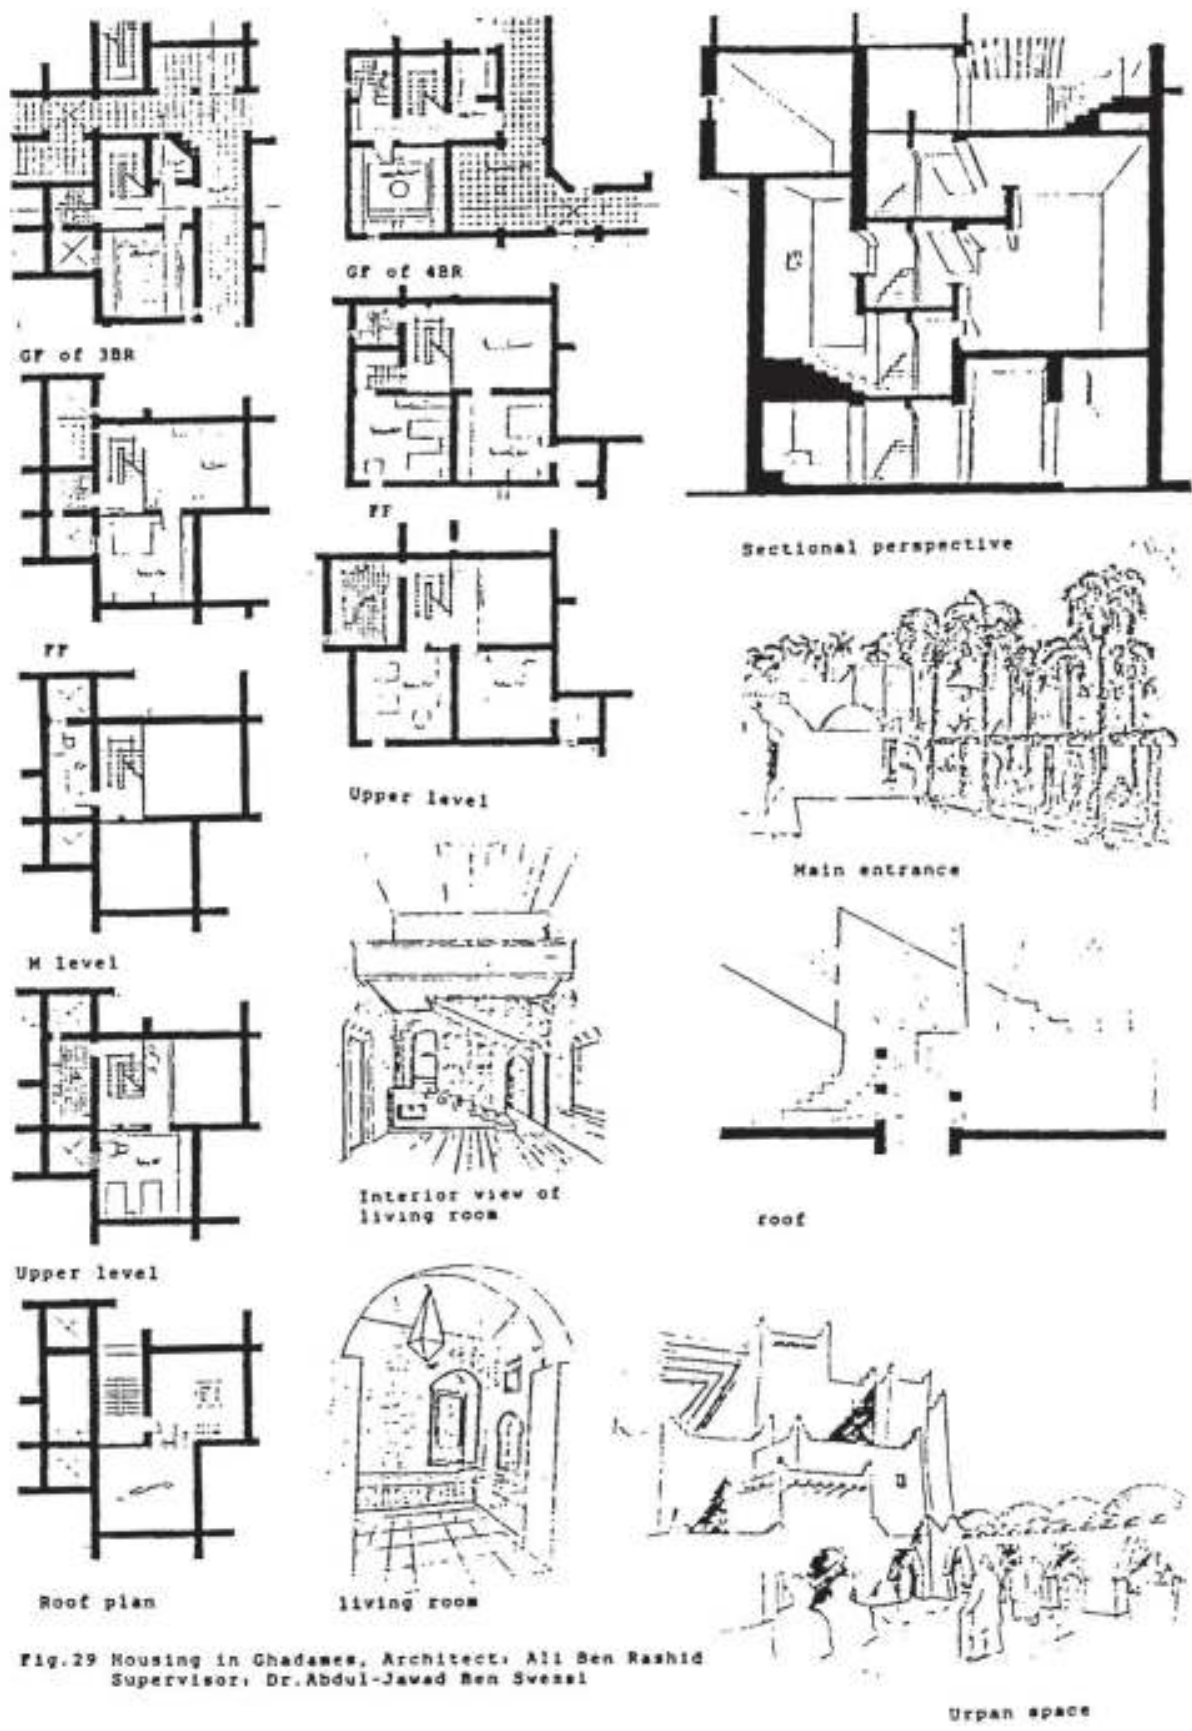 GF of 3BR
FF
M level
Upper level
Roof plan
GF of 4BR
FF
Upper level
Interior view of
living room
living room
Sectional perspective
Main entrance
roof
Urpan space
Fig.29 Housing in Ghadames, Architect: Ali Ben Rashid
Supervisor: Dr.Abdul-Jawad Ben Swessi